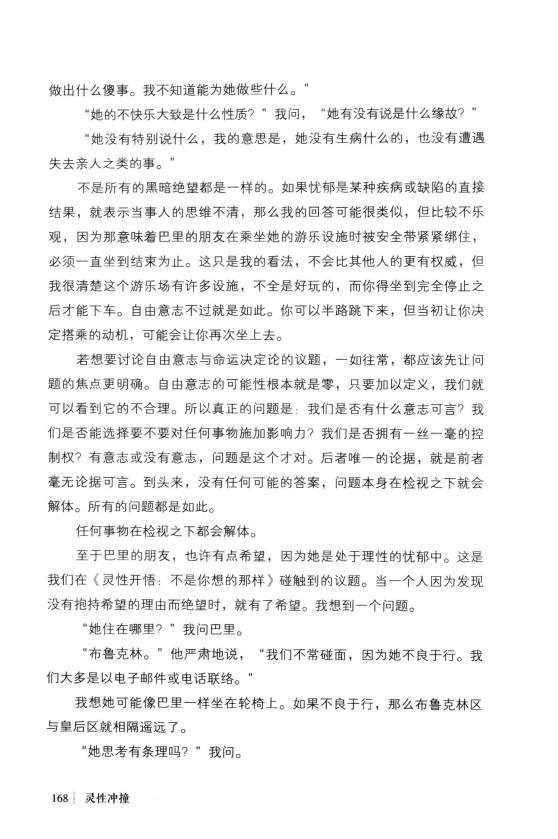 做出什么傻事。我不知道能为她做些什么。”
“她的不快乐大致是什么性质？”我问，“她有没有说是什么缘故？”
“她没有特别说什么，我的意思是，她没有生病什么的，也没有遭遇
失去亲人之类的事。”
不是所有的黑暗绝望都是一样的。如果忧郁是某种疾病或缺陷的直接
结果，就表示当事人的思维不清，那么我的回答可能很类似，但比较不乐
观，因为那意味着巴里的朋友在乘坐她的游乐设施时被安全带紧紧绑住，
必须一直坐到结束为止。这只是我的看法，不会比其他人的更有权威，但
我很清楚这个游乐场有许多设施，不全是好玩的，而你得坐到完全停止之
后才能下车。自由意志不过就是如此。你可以半路跳下来，但当初让你决
定搭乘的动机，可能会让你再次坐上去。
若想要讨论自由意志与命运决定论的议题，一如往常，都应该先让问
题的焦点更明确。自由意志的可能性根本就是零，只要加以定义，我们就
可以看到它的不合理。所以真正的问题是：我们是否有什么意志可言？我
们是否能选择要不要对任何事物施加影响力？我们是否拥有一丝一毫的控
制权？有意志或没有意志，问题是这个才对。后者唯一的论据，就是前者
毫无论据可言。到头来，没有任何可能的答案，问题本身在检视之下就会
解体。所有的问题都是如此。
任何事物在检视之下都会解体。
至于巴里的朋友，也许有点希望，因为她是处于理性的忧郁中。这是
我们在《灵性开悟：不是你想的那样》碰触到的议题。当一个人因为发现
没有抱持希望的理由而绝望时，就有了希望。我想到一个问题。
“她住在哪里？”我问巴里。
“布鲁克林。”他严肃地说，“我们不常碰面，因为她不良于行。我
们大多是以电子邮件或电话联络。”
我想她可能像巴里一样坐在轮椅上。如果不良于行，那么布鲁克林区
与皇后区就相隔遥远了。
“她思考有条理吗？”我问。
168 灵性冲撞